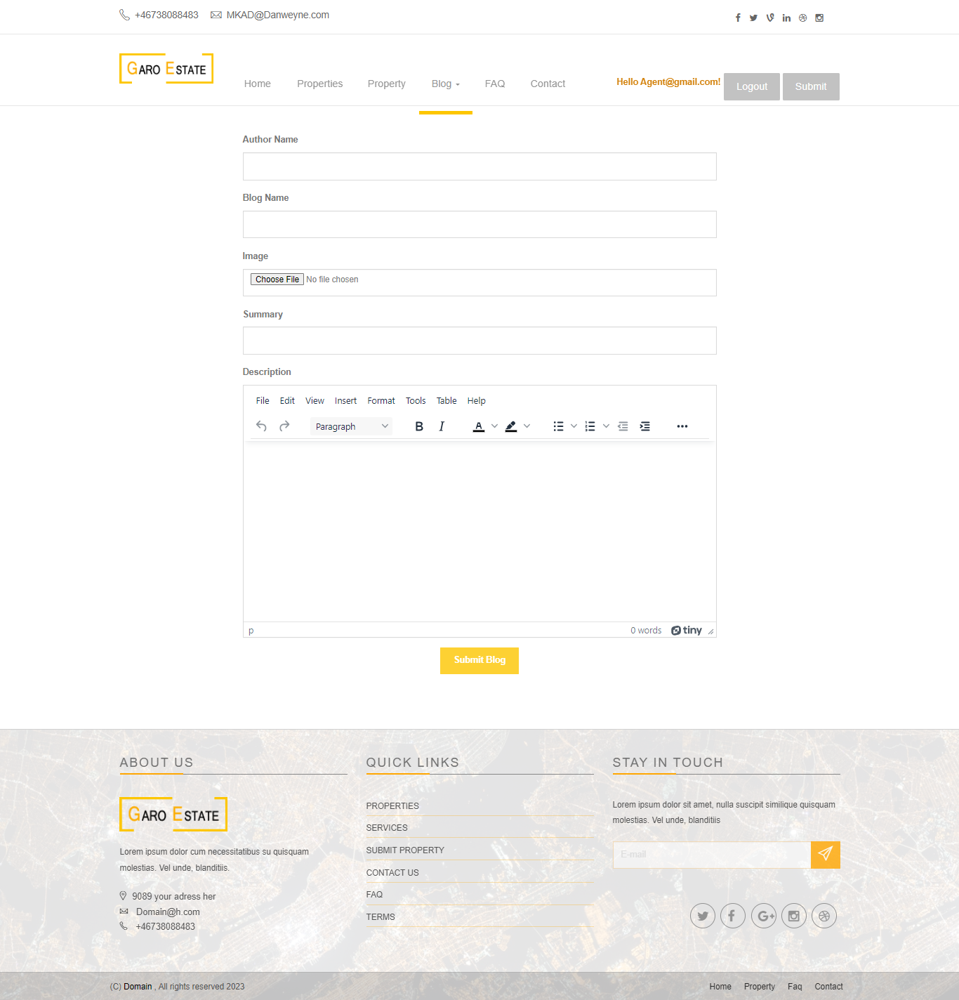 +46738088483 MKAD@Danweyne.com
GARO ESTATE
Home Properties Property Blog FAQ Contact
Hello Agent@gmail.com! Logout Submit
Author Name
Blog Name
Image
Choose File No file chosen
Summary
Description
File Edit View Insert Format Tools Table Help
Paragraph B I A
p 0 words tiny
Submit Blog
ABOUT US
GARO ESTATE
Lorem ipsum dolor cum necessitatibus su quisquam
molestias. Vel unde, blanditiis.
9089 your adress her
Domain@h.com
+46738088483
QUICK LINKS
PROPERTIES
SERVICES
SUBMIT PROPERTY
CONTACT US
FAQ
TERMS
STAY IN TOUCH
Lorem ipsum dolor sit amet, nulla suscipit similique quisquam
molestias. Vel unde, blanditiis
E-mail
(C) Domain , All rights reserved 2023
Home Property Faq Contact